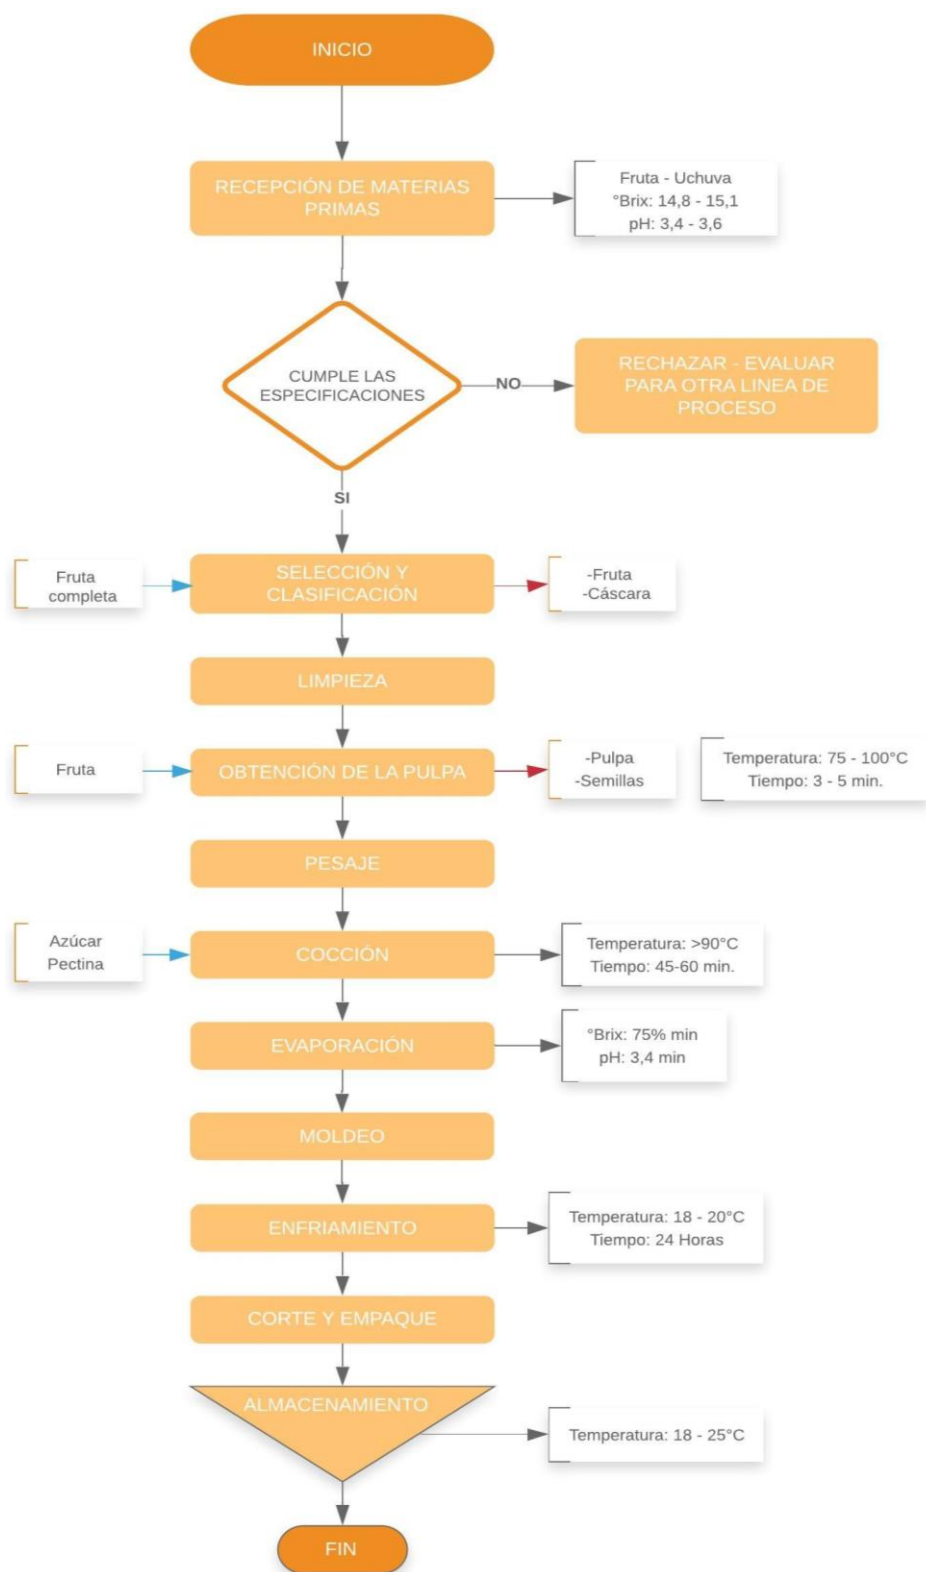 INICIO
RECEPCIÓN DE MATERIAS
PRIMAS
Fruta - Uchuva
°Brix: 14,8 - 15,1
pH: 3,4 - 3,6
CUMPLE LAS
ESPECIFICACIONES
NO
RECHAZAR - EVALUAR
PARA OTRA LINEA DE
PROCESO
SI
Fruta
completa
SELECCIÓN Y
CLASIFICACIÓN
-Fruta
-Cáscara
LIMPIEZA
Fruta
OBTENCIÓN DE LA PULPA
-Pulpa
-Semillas
Temperatura: 75 - 100°C
Tiempo: 3 - 5 min.
PESAJE
Azúcar
Pectina
COCCIÓN
Temperatura: >90°C
Tiempo: 45-60 min.
EVAPORACIÓN
°Brix: 75% min
pH: 3,4 min
MOLDEO
ENFRIAMIENTO
Temperatura: 18 - 20°C
Tiempo: 24 Horas
CORTE Y EMPAQUE
ALMACENAMIENTO
Temperatura: 18 - 25°C
FIN